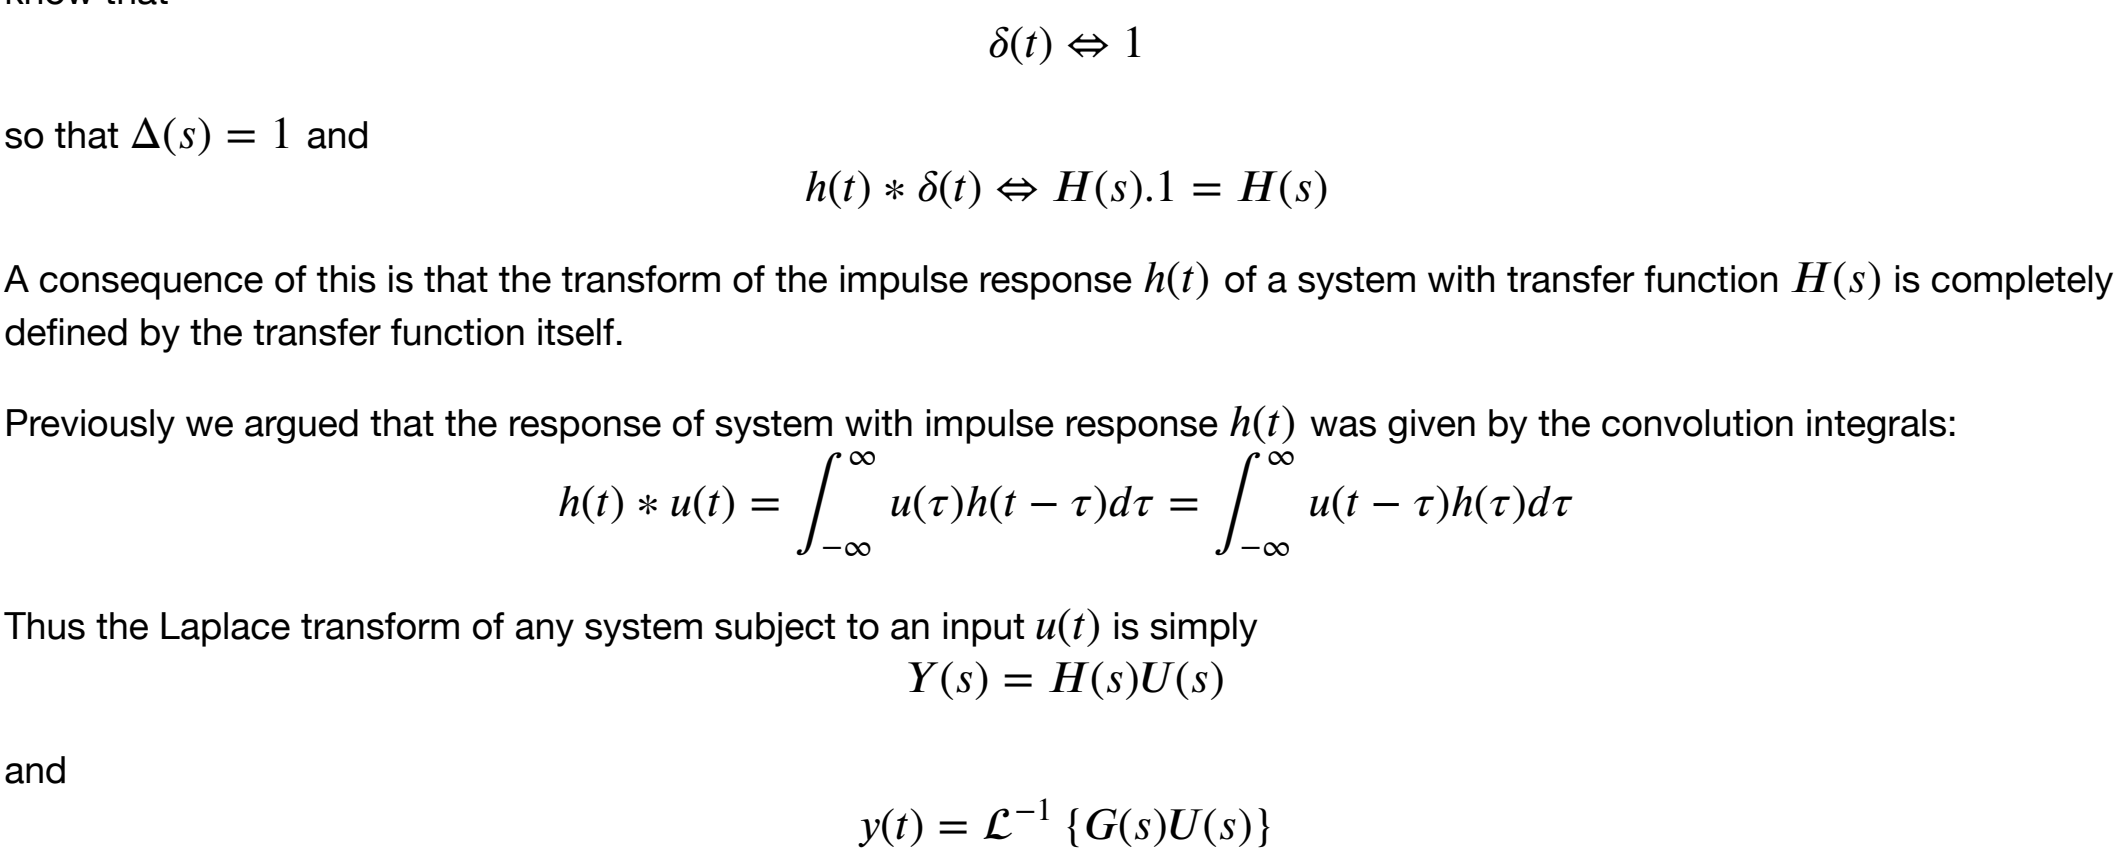 know that
δ(t) ⇔ 1
so that Δ(s) = 1 and
h(t) ∗ δ(t) ⇔ H(s).1 = H(s)
A consequence of this is that the transform of the impulse response h(t) of a system with transfer function H(s) is completely
defined by the transfer function itself.
Previously we argued that the response of system with impulse response h(t) was given by the convolution integrals:
h(t) ∗ u(t) = ∫_{−∞}^{∞} u(τ)h(t − τ)dτ = ∫_{−∞}^{∞} u(t − τ)h(τ)dτ
Thus the Laplace transform of any system subject to an input u(t) is simply
Y(s) = H(s)U(s)
and
y(t) = ℒ^{−1} {G(s)U(s)}